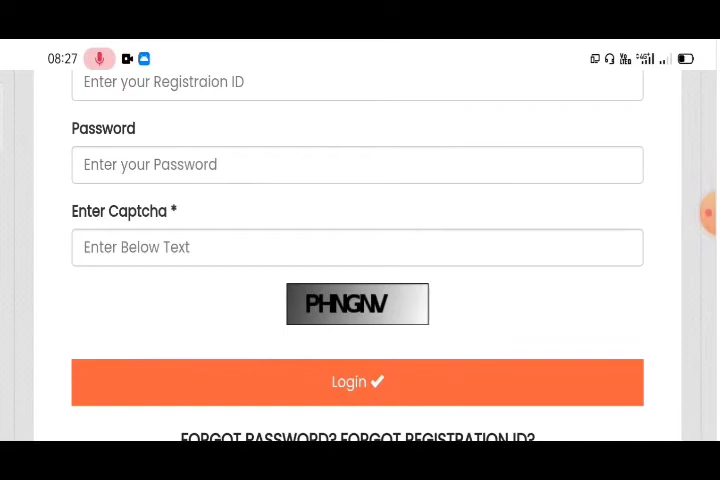 08:27
Enter your Registraion ID
Password
Enter your Password
Enter Captcha *
Enter Below Text
PHNGNV
Login
FORGOT PASSWORD? FORGOT REGISTRATION ID?